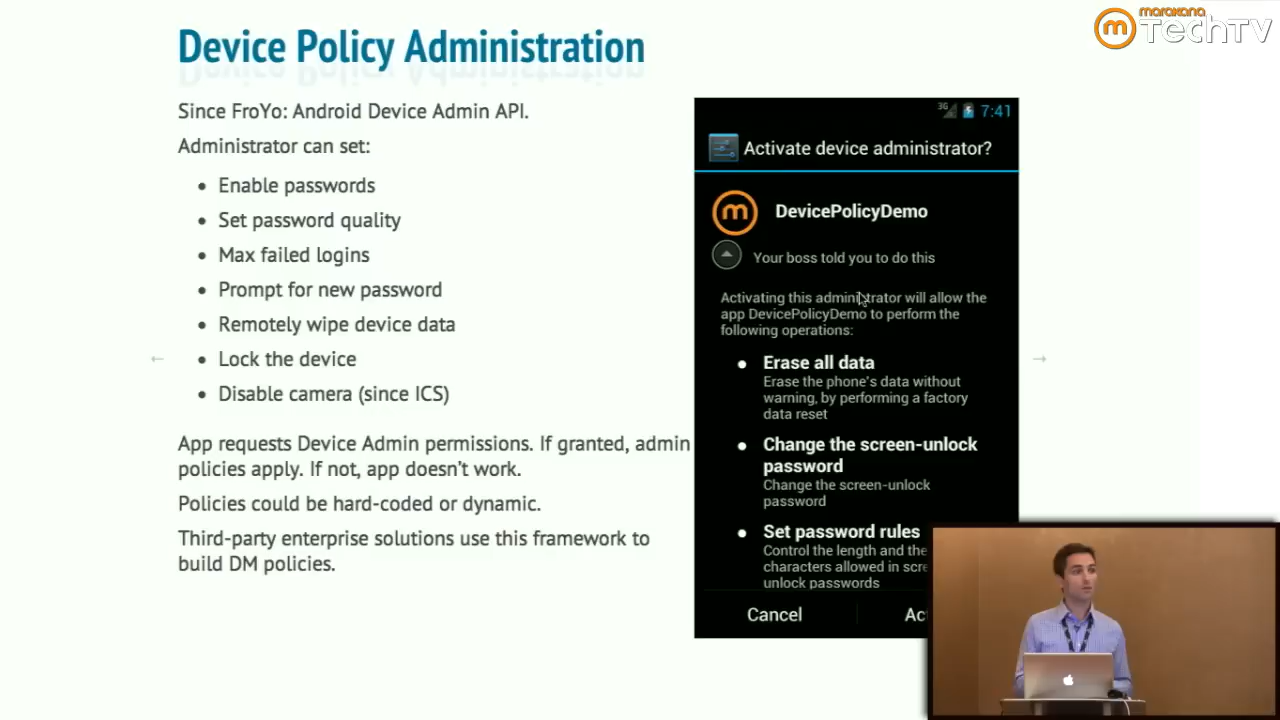 marakana
TechTV
Device Policy Administration
Since FroYo: Android Device Admin API.
Administrator can set:
Enable passwords
Set password quality
Max failed logins
Prompt for new password
Remotely wipe device data
Lock the device
Disable camera (since ICS)
App requests Device Admin permissions. If granted, admin
policies apply. If not, app doesn't work.
Policies could be hard-coded or dynamic.
Third-party enterprise solutions use this framework to
build DM policies.
3G 7:41
Activate device administrator?
DevicePolicyDemo
Your boss told you to do this
Activating this administrator will allow the
app DevicePolicyDemo to perform the
following operations:
Erase all data
Erase the phone's data without
warning, by performing a factory
data reset
Change the screen-unlock
password
Change the screen-unlock
password
Set password rules
Control the length and the
characters allowed in scre
unlock passwords
Cancel
Ac